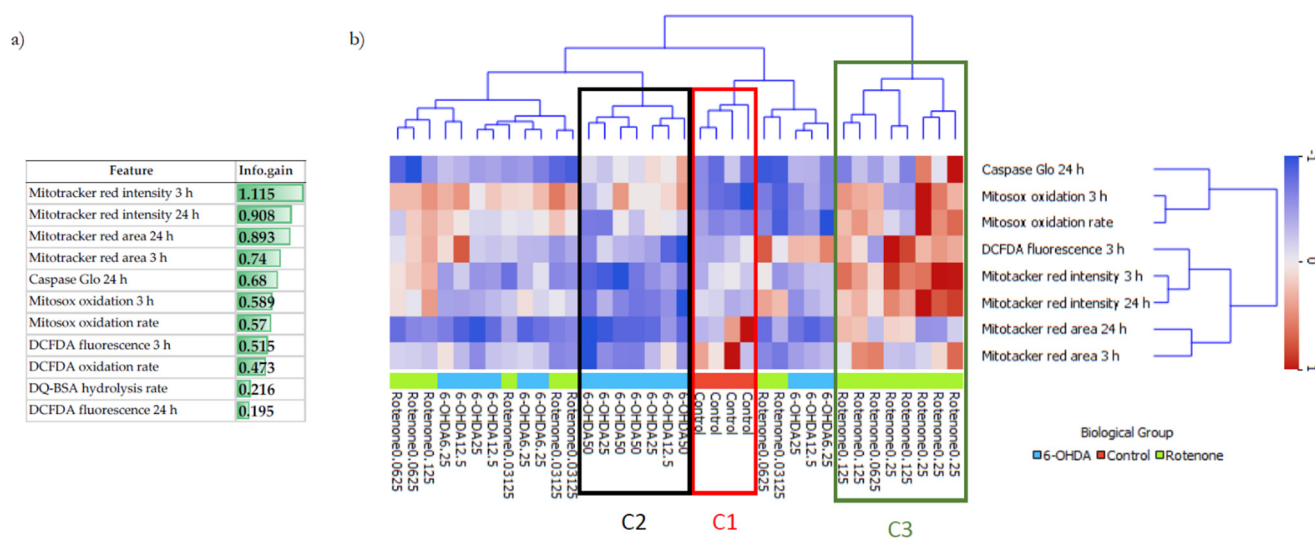 a)
b)
Feature Info.gain
Mitotracker red intensity 3 h 1.115
Mitotracker red intensity 24 h 0.908
Mitotracker red area 24 h 0.893
Mitotracker red area 3 h 0.74
Caspase Glo 24 h 0.68
Mitosox oxidation 3 h 0.589
Mitosox oxidation rate 0.57
DCFDA fluorescence 3 h 0.515
DCFDA oxidation rate 0.473
DQ-BSA hydrolysis rate 0.216
DCFDA fluorescence 24 h 0.195
Caspase Glo 24 h
Mitosox oxidation 3 h
Mitosox oxidation rate
DCFDA fluorescence 3 h
Mitotacker red intensity 3 h
Mitotacker red intensity 24 h
Mitotacker red area 24 h
Mitotacker red area 3 h
0
1
Rotenone0.0625
Rotenone0.0625
Rotenone0.125
6-OHDA6.25
6-OHDA12.5
6-OHDA25
6-OHDA12.5
Rotenone0.03125
6-OHDA6.25
6-OHDA6.25
Rotenone0.03125
Rotenone0.03125
6-OHDA50
6-OHDA25
6-OHDA50
6-OHDA50
6-OHDA25
6-OHDA12.5
6-OHDA50
Control
Control
Control
Control
Rotenone0.0625
Rotenone0.0625
6-OHDA25
6-OHDA12.5
6-OHDA6.25
Rotenone0.125
Rotenone0.125
Rotenone0.0625
Rotenone0.125
Rotenone0.125
Rotenone0.25
Rotenone0.25
Rotenone0.25
Biological Group
6-OHDA Control Rotenone
C2
C1
C3